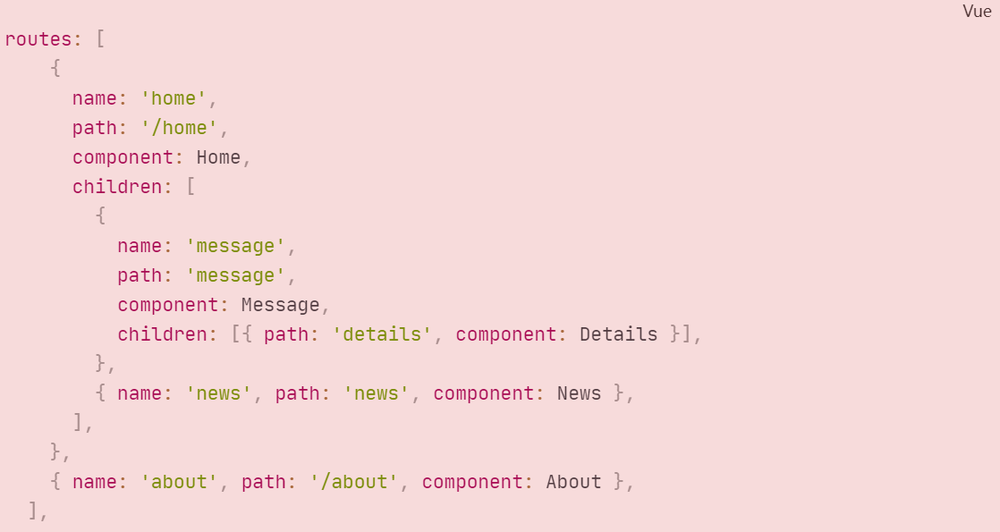 Vue
routes: [
    {
      name: 'home',
      path: '/home',
      component: Home,
      children: [
        {
          name: 'message',
          path: 'message',
          component: Message,
          children: [{ path: 'details', component: Details }],
        },
        { name: 'news', path: 'news', component: News },
      ],
    },
    { name: 'about', path: '/about', component: About },
  ],